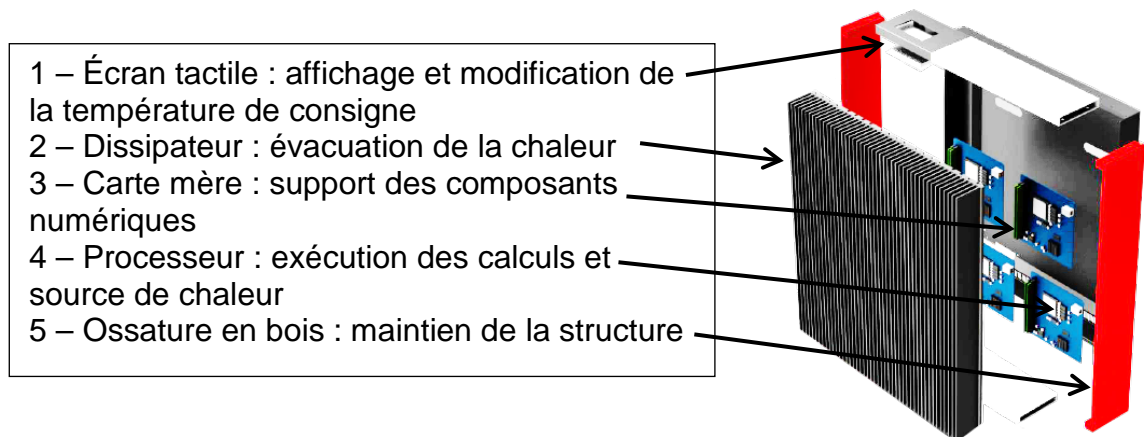 1 – Écran tactile : affichage et modification de
la température de consigne
2 – Dissipateur : évacuation de la chaleur
3 – Carte mère : support des composants
numériques
4 – Processeur : exécution des calculs et
source de chaleur
5 – Ossature en bois : maintien de la structure